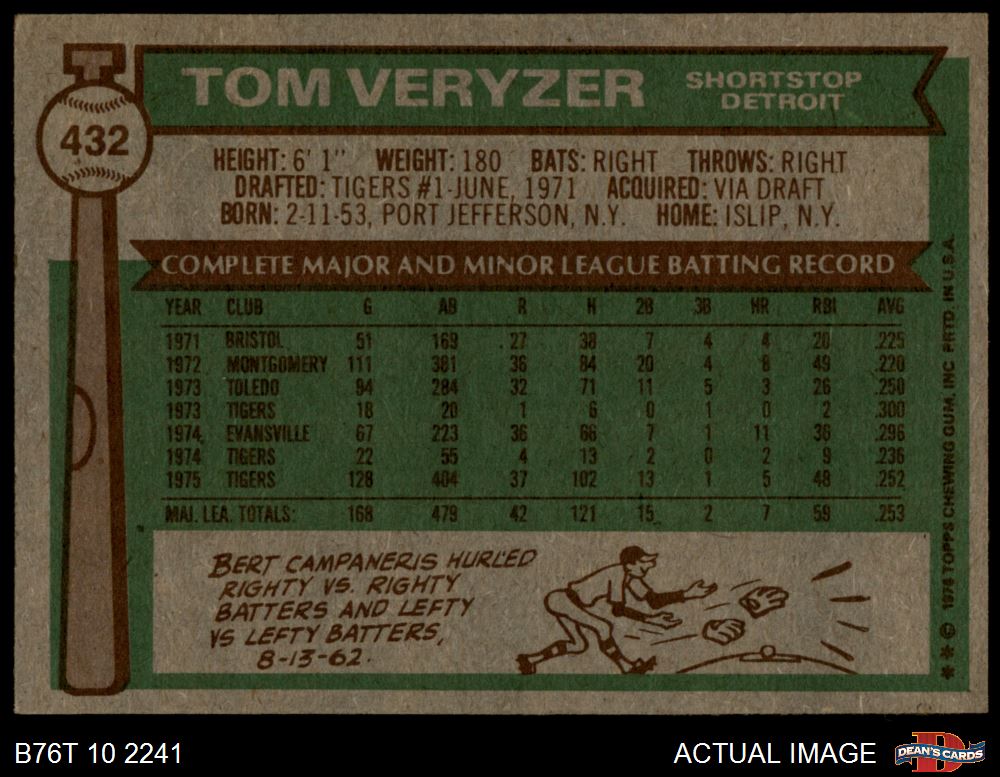 TOM VERYZER
SHORTSTOP
DETROIT
432
HEIGHT: 6' 1" WEIGHT: 180 BATS: RIGHT THROWS: RIGHT
DRAFTED: TIGERS #1-JUNE, 1971 ACQUIRED: VIA DRAFT
BORN: 2-11-53, PORT JEFFERSON, N.Y. HOME: ISLIP, N.Y.
COMPLETE MAJOR AND MINOR LEAGUE BATTING RECORD
YEAR CLUB G AB R H 2B 3B HR RBI AVG
1971 BRISTOL 51 169 27 38 7 4 4 20 .225
1972 MONTGOMERY 111 381 36 84 20 4 8 49 .220
1973 TOLEDO 94 284 32 71 11 5 3 26 .250
1973 TIGERS 18 20 1 6 0 1 0 2 .300
1974 EVANSVILLE 67 223 36 66 7 1 11 36 .296
1974 TIGERS 22 55 4 13 2 0 2 9 .236
1975 TIGERS 128 404 37 102 13 1 5 48 .252
MAJ. LEA. TOTALS: 168 479 42 121 15 2 7 59 .253
BERT CAMPANERIS HURLED
RIGHTY VS. RIGHTY
BATTERS AND LEFTY
VS LEFTY BATTERS,
8-13-62.
* * © 1976 TOPPS CHEWING GUM, INC. PRTD. IN U.S.A.
B76T 10 2241
ACTUAL IMAGE
DEAN'S CARDS